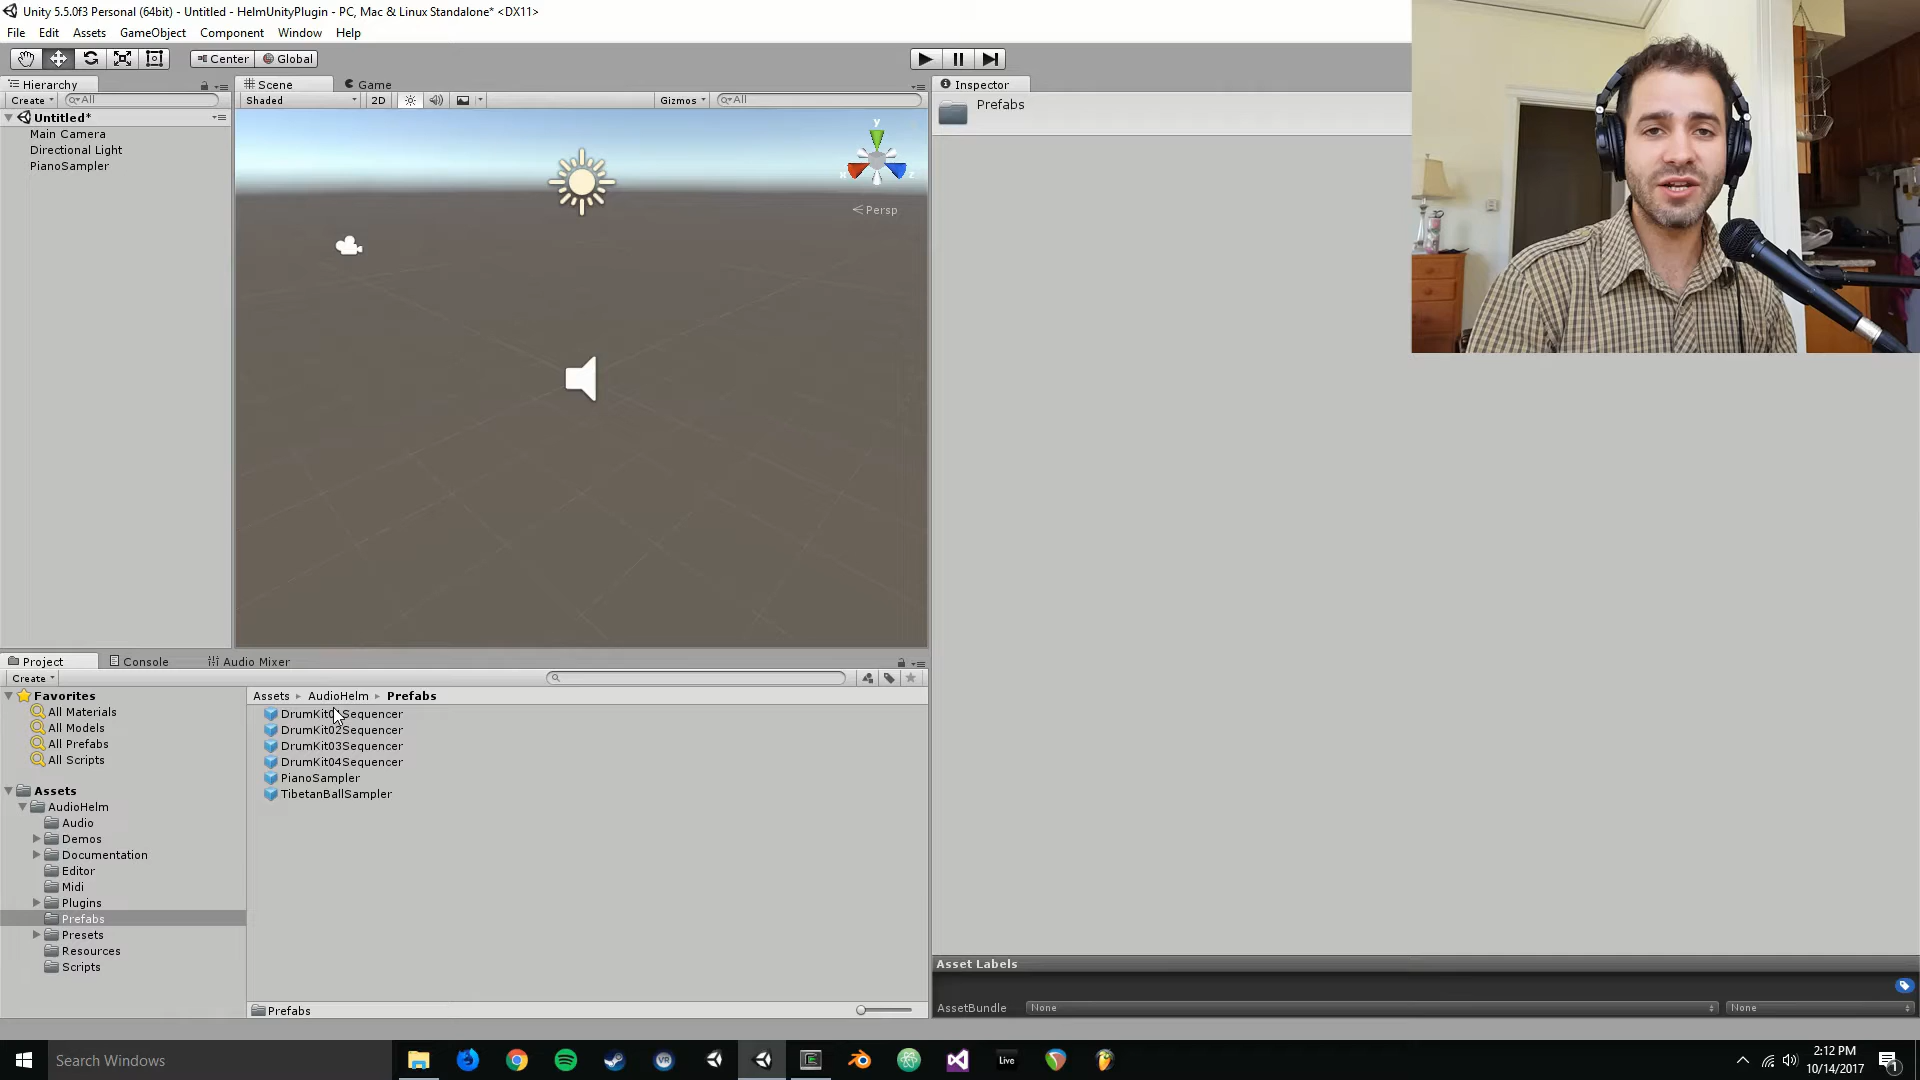 Unity 5.5.0f3 Personal (64bit) - Untitled - HelmUnityPlugin - PC, Mac & Linux Standalone* <DX11>
File Edit Assets GameObject Component Window Help
Center Global
Hierarchy
Create All
Untitled*
Main Camera
Directional Light
PianoSampler
Scene Game
Shaded 2D Gizmos All
y
x z
Persp
Inspector
Prefabs
Project Console Audio Mixer
Create
Favorites
All Materials
All Models
All Prefabs
All Scripts
Assets
AudioHelm
Audio
Demos
Documentation
Editor
Midi
Plugins
Prefabs
Presets
Resources
Scripts
Assets AudioHelm Prefabs
DrumKit01Sequencer
DrumKit02Sequencer
DrumKit03Sequencer
DrumKit04Sequencer
PianoSampler
TibetanBallSampler
Prefabs
Asset Labels
AssetBundle None None
Search Windows
VR
Live
2:12 PM
10/14/2017
1